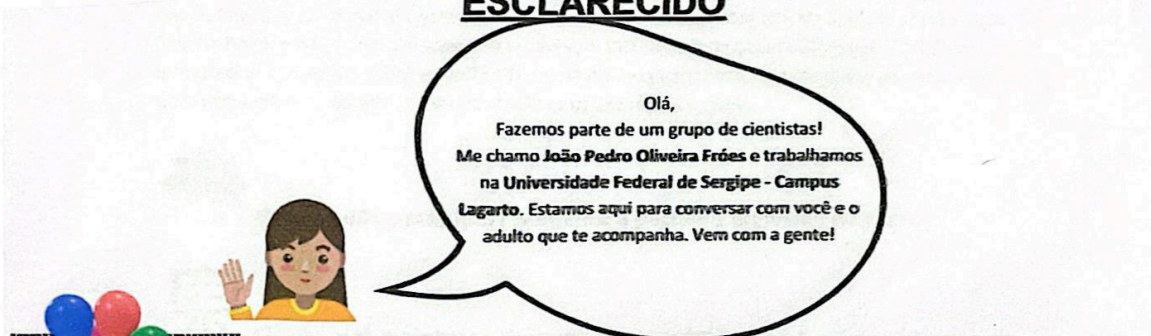 ESCLARECIDO
Olá,
Fazemos parte de um grupo de cientistas!
Me chamo João Pedro Oliveira Fróes e trabalhamos
na Universidade Federal de Sergipe - Campus
Lagarto. Estamos aqui para conversar com você e o
adulto que te acompanha. Vem com a gente!